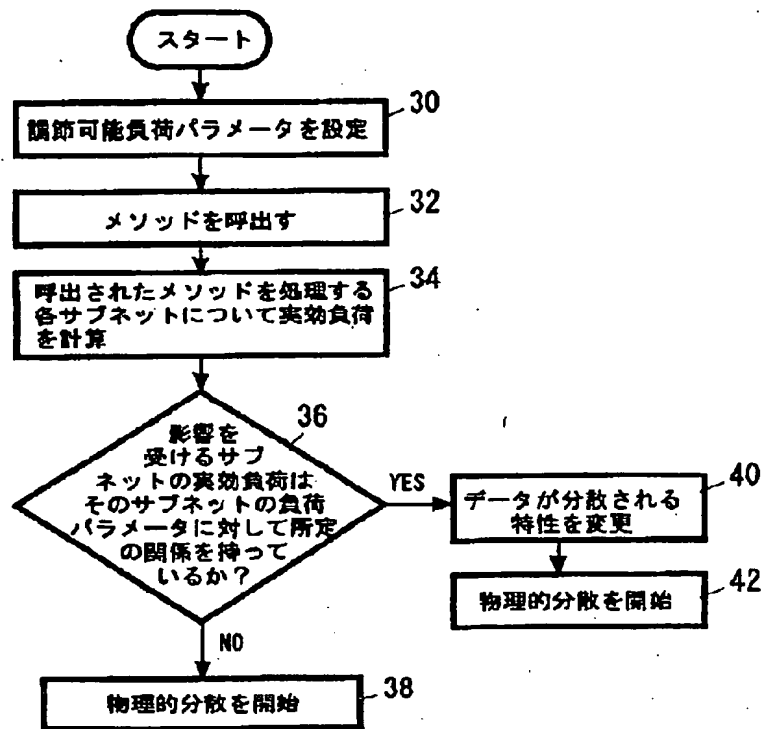 スタート
30
調節可能負荷パラメータを設定
32
メソッドを呼出す
34
呼出されたメソッドを処理する
各サブネットについて実効負荷
を計算
36
影響を
受けるサブ
ネットの実効負荷は
そのサブネットの負荷
パラメータに対して所定
の関係を持って
いるか?
YES
40
データが分散される
特性を変更
42
物理的分散を開始
NO
38
物理的分散を開始